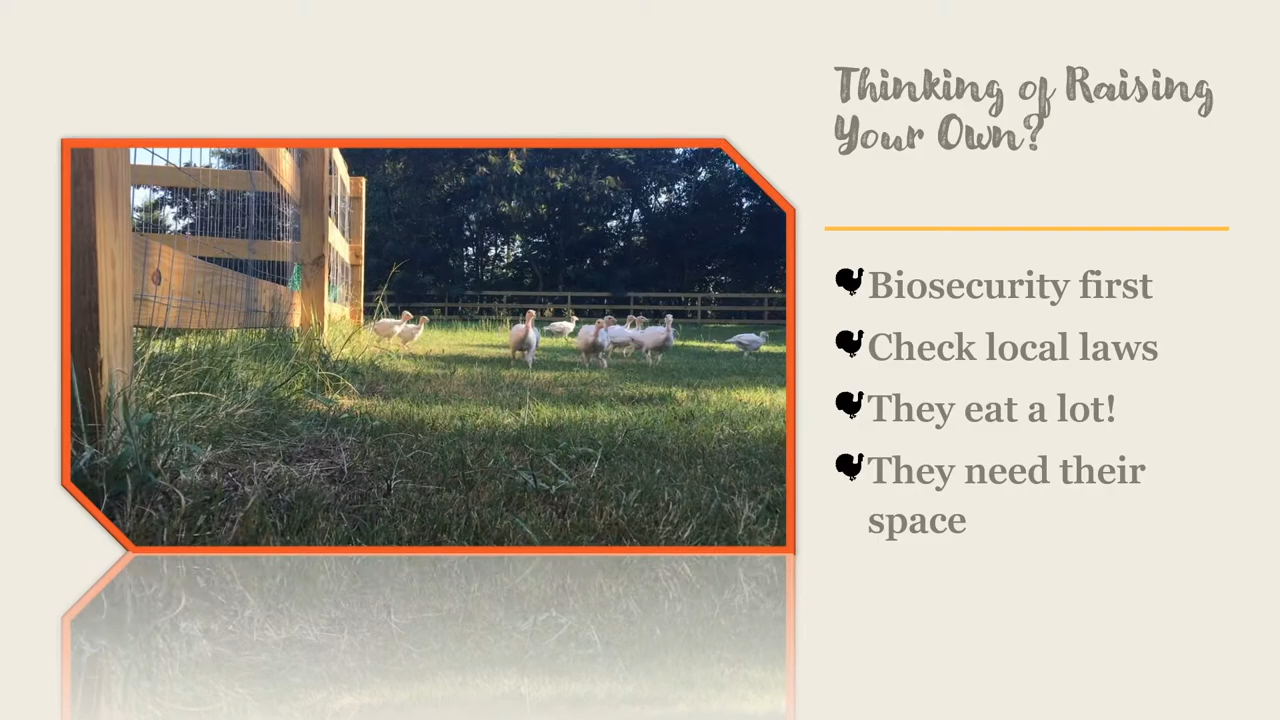 Thinking of Raising
Your Own?
Biosecurity first
Check local laws
They eat a lot!
They need their
space